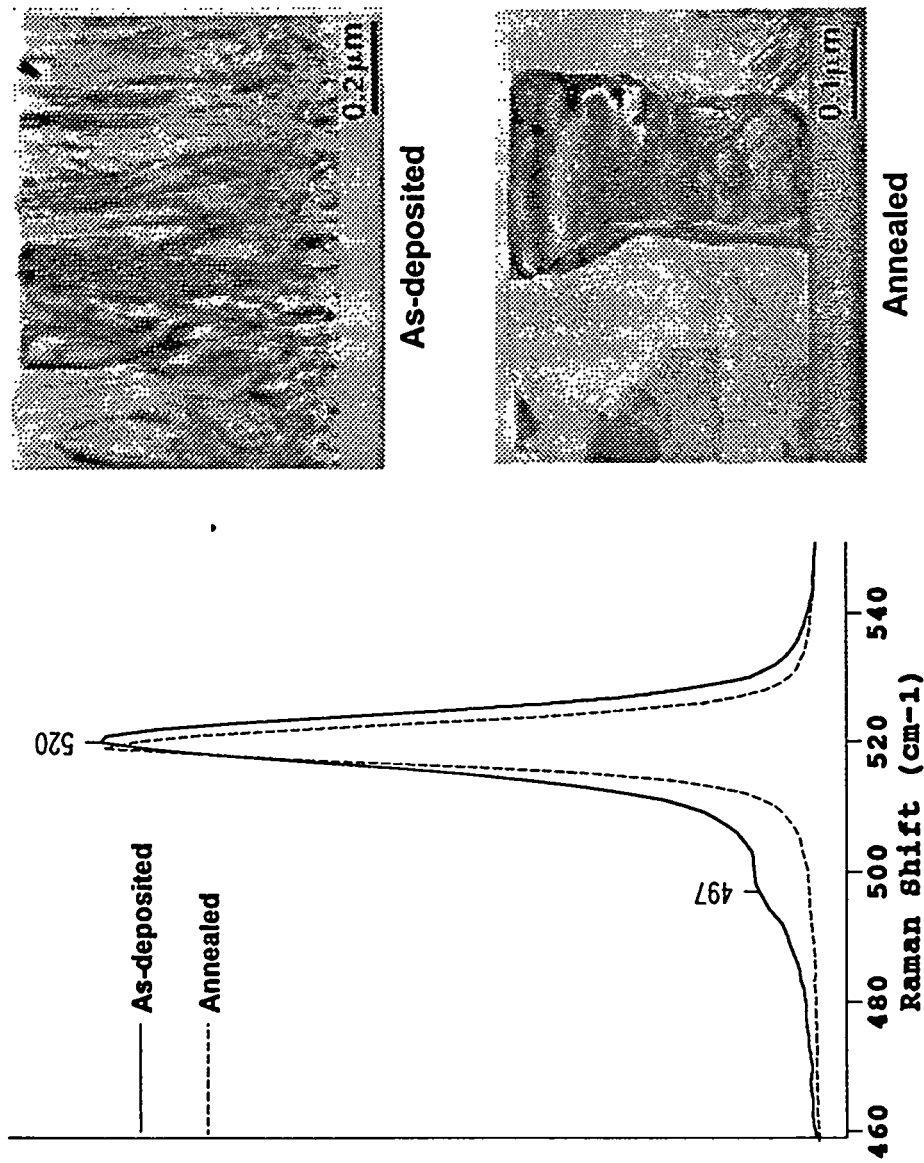 As-deposited
Annealed
520
497
460
480
500
520
540
Raman Shift (cm-1)
0.2μm
As-deposited
0.1μm
Annealed